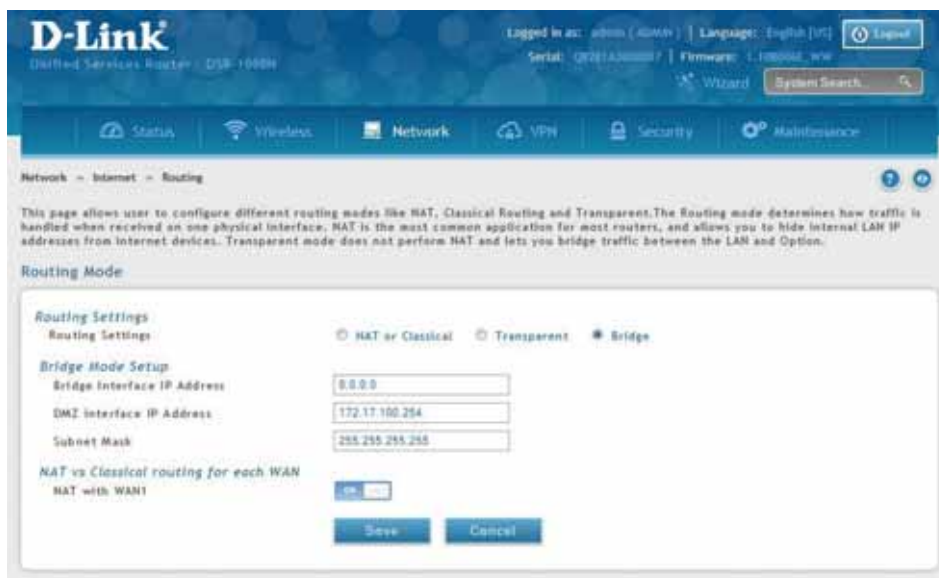 D-Link
Unified Services Router - DSR-1000N
Logged in as: admin ( ADMIN ) | Language: English [US]
Logout
Serial: | Firmware: WW
Wizard
System Search...
Status
Wireless
Network
VPN
Security
Maintenance
Network » Internet » Routing
This page allows user to configure different routing modes like NAT, Classical Routing and Transparent.The Routing mode determines how traffic is
handled when received on one physical interface. NAT is the most common application for most routers, and allows you to hide internal LAN IP
addresses from internet devices. Transparent mode does not perform NAT and lets you bridge traffic between the LAN and Option.
Routing Mode
Routing Settings
Routing Settings
NAT or Classical
Transparent
Bridge
Bridge Mode Setup
Bridge Interface IP Address
0.0.0.0
DMZ Interface IP Address
172.17.100.254
Subnet Mask
255.255.255.255
NAT vs Classical routing for each WAN
NAT with WAN1
ON
Save
Cancel